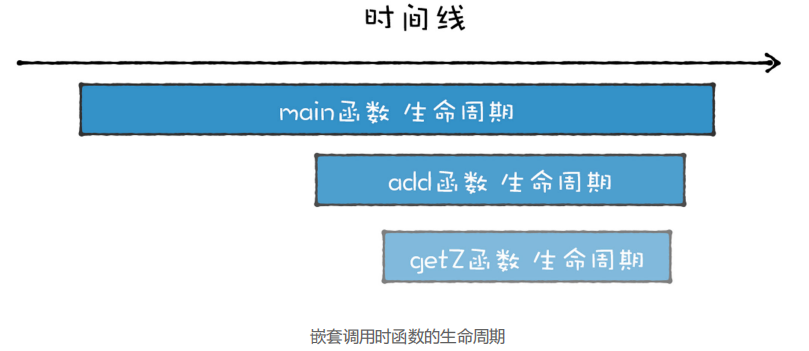 时间线
main函数 生命周期
add函数 生命周期
getZ函数 生命周期
嵌套调用时函数的生命周期